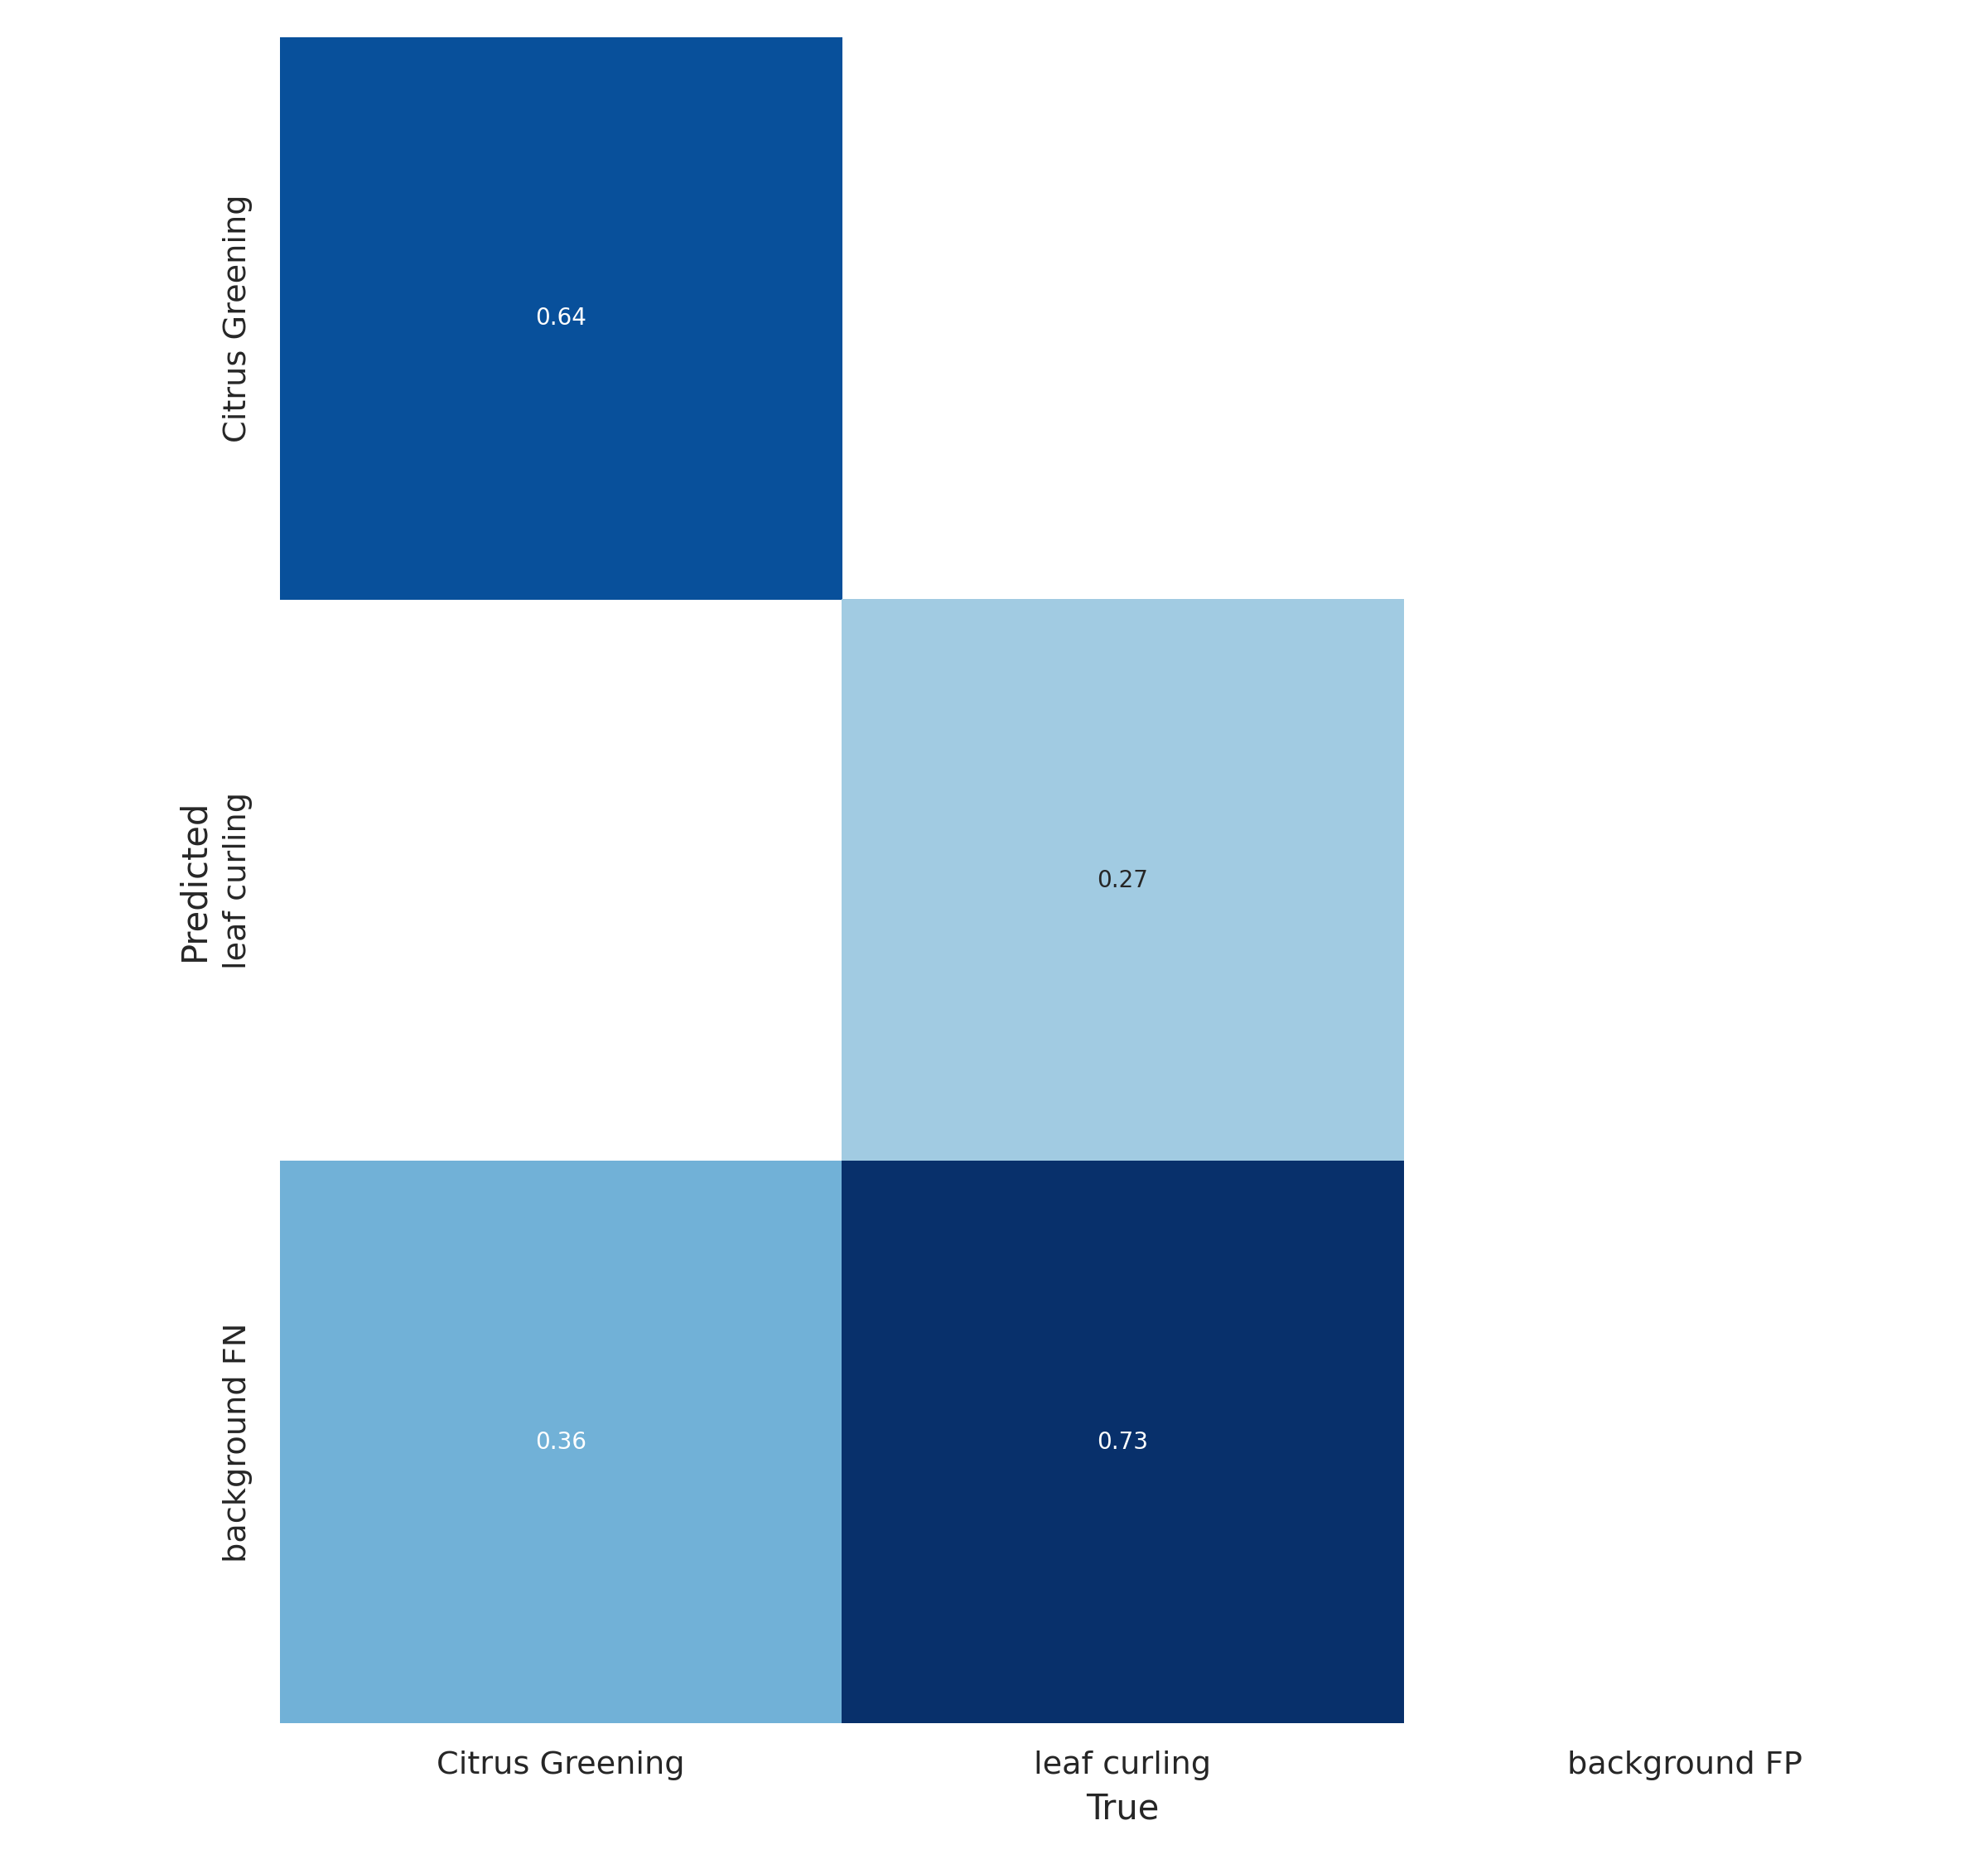 Citrus Greening
0.64
Predicted
leaf curling
0.27
background FN
0.36
0.73
Citrus Greening
leaf curling
background FP
True